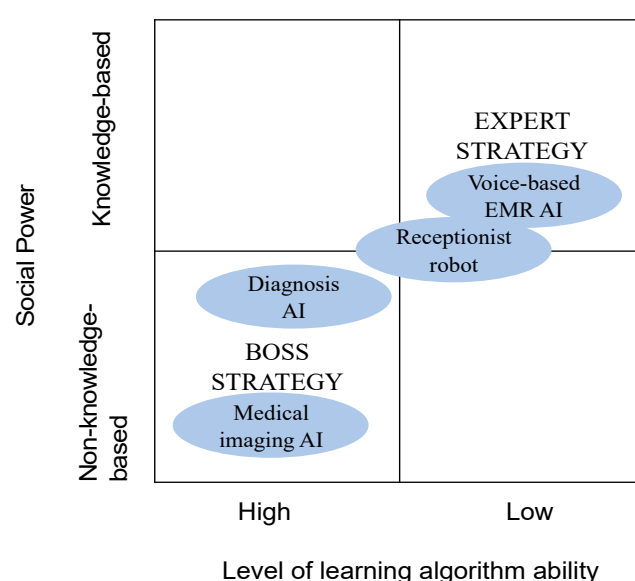 Social Power
Knowledge-based
Non-knowledge-
based
EXPERT
STRATEGY
Voice-based
EMR AI
Receptionist
robot
Diagnosis
AI
BOSS
STRATEGY
Medical
imaging AI
High
Low
Level of learning algorithm ability